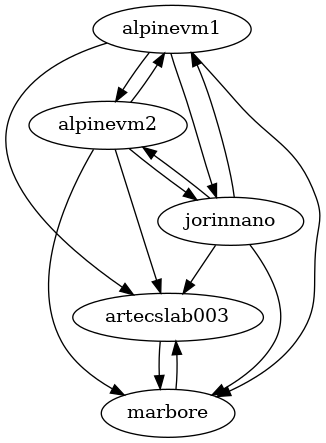 alpinevm1
alpinevm2
jorinnano
artecslab003
marbore